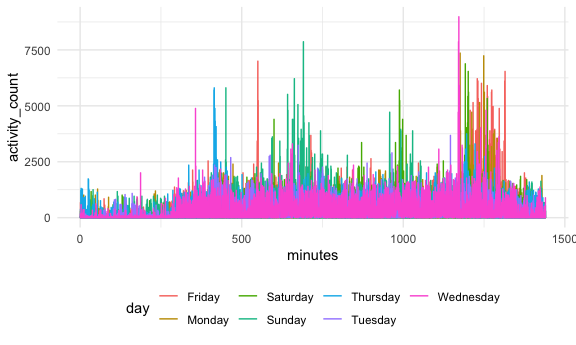 activity_count
7500
5000
2500
0
0 500 1000 1500
minutes
day
Friday Saturday Thursday Wednesday
Monday Sunday Tuesday